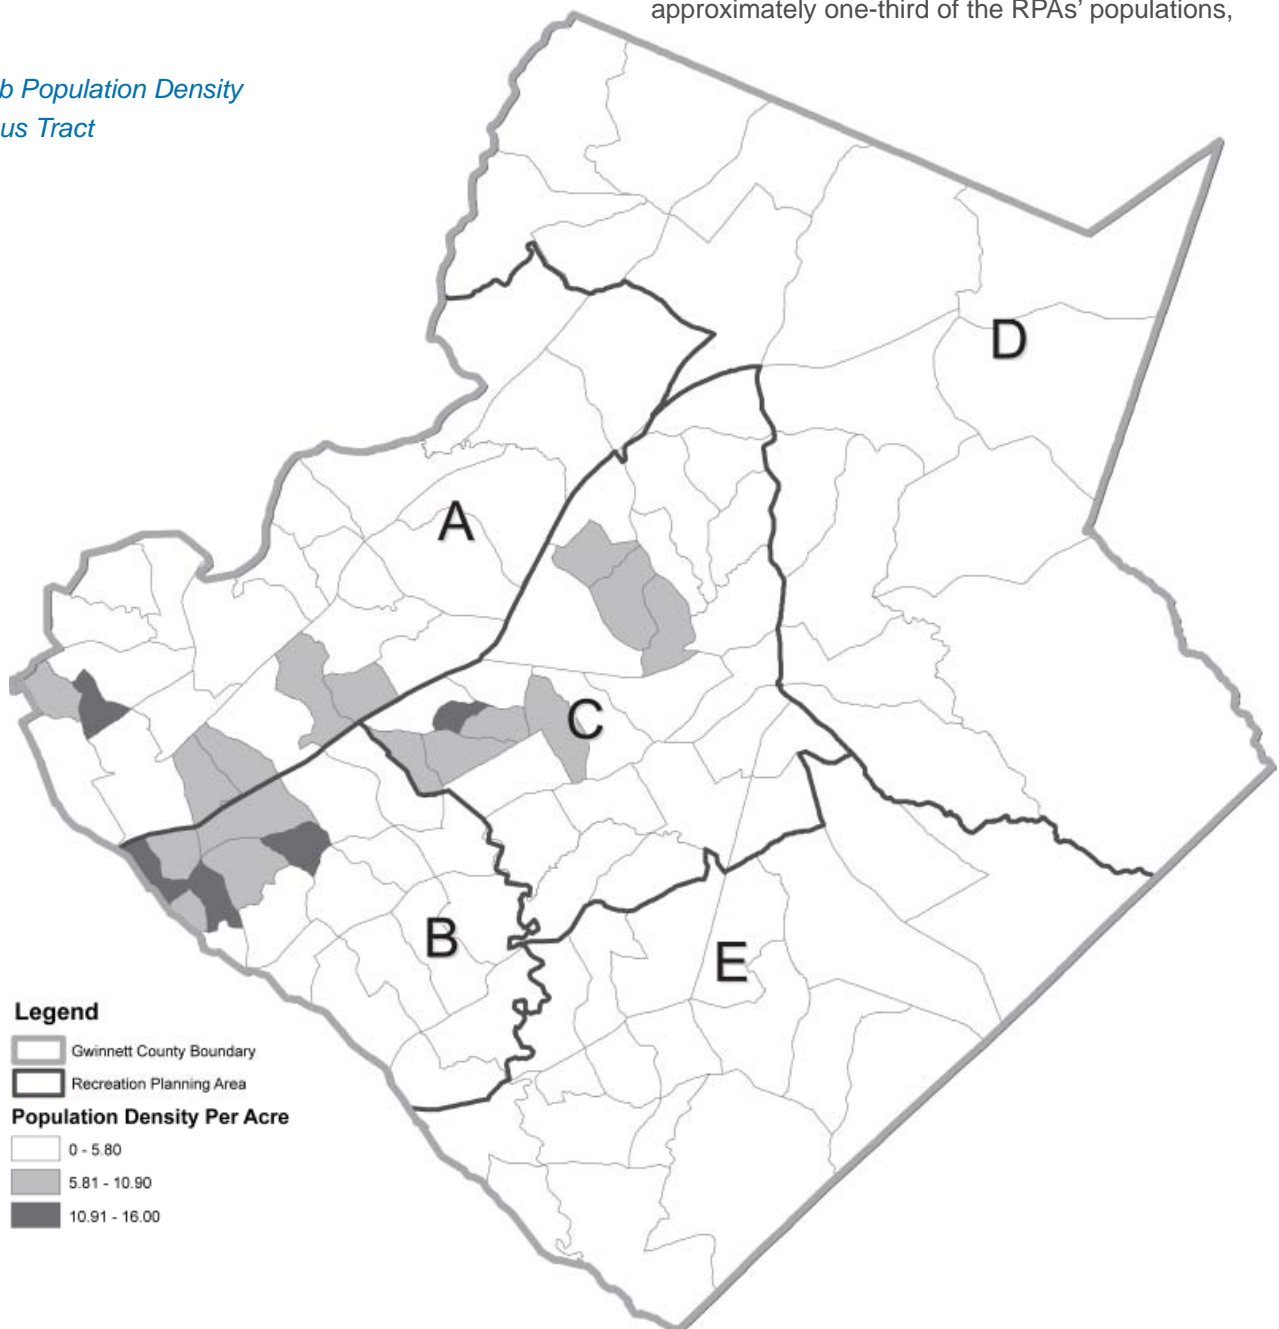 approximately one-third of the RPAs' populations,
b Population Density
us Tract
D
A
C
B
E
Legend
Gwinnett County Boundary
Recreation Planning Area
Population Density Per Acre
0 - 5.80
5.81 - 10.90
10.91 - 16.00